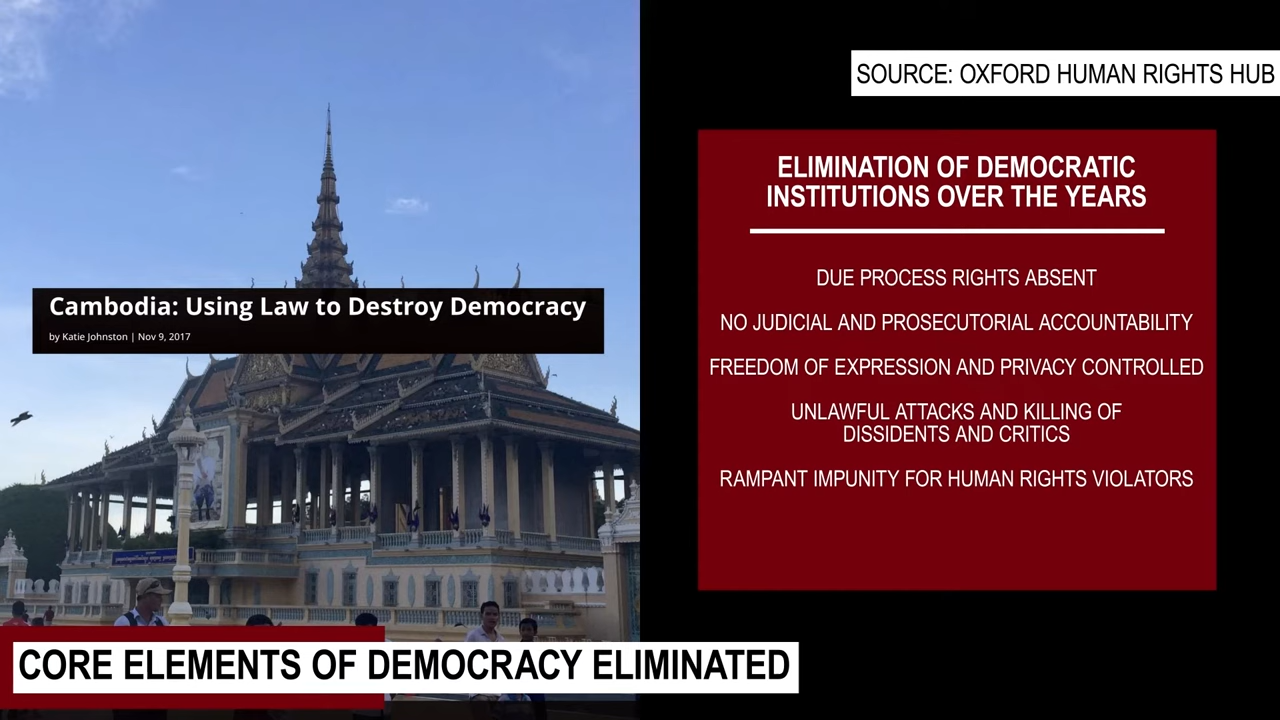 SOURCE: OXFORD HUMAN RIGHTS HUB
Cambodia: Using Law to Destroy Democracy
by Katie Johnston | Nov 9, 2017
ELIMINATION OF DEMOCRATIC
INSTITUTIONS OVER THE YEARS
DUE PROCESS RIGHTS ABSENT
NO JUDICIAL AND PROSECUTORIAL ACCOUNTABILITY
FREEDOM OF EXPRESSION AND PRIVACY CONTROLLED
UNLAWFUL ATTACKS AND KILLING OF
DISSIDENTS AND CRITICS
RAMPANT IMPUNITY FOR HUMAN RIGHTS VIOLATORS
CORE ELEMENTS OF DEMOCRACY ELIMINATED